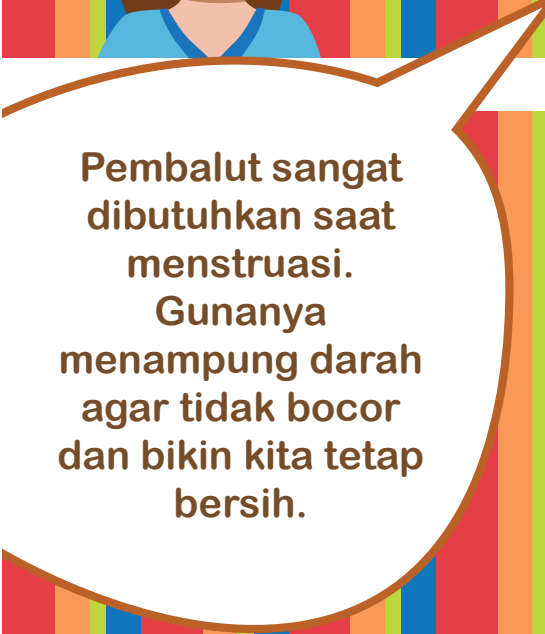 Pembalut sangat
dibutuhkan saat
menstruasi.
Gunanya
menampung darah
agar tidak bocor
dan bikin kita tetap
bersih.